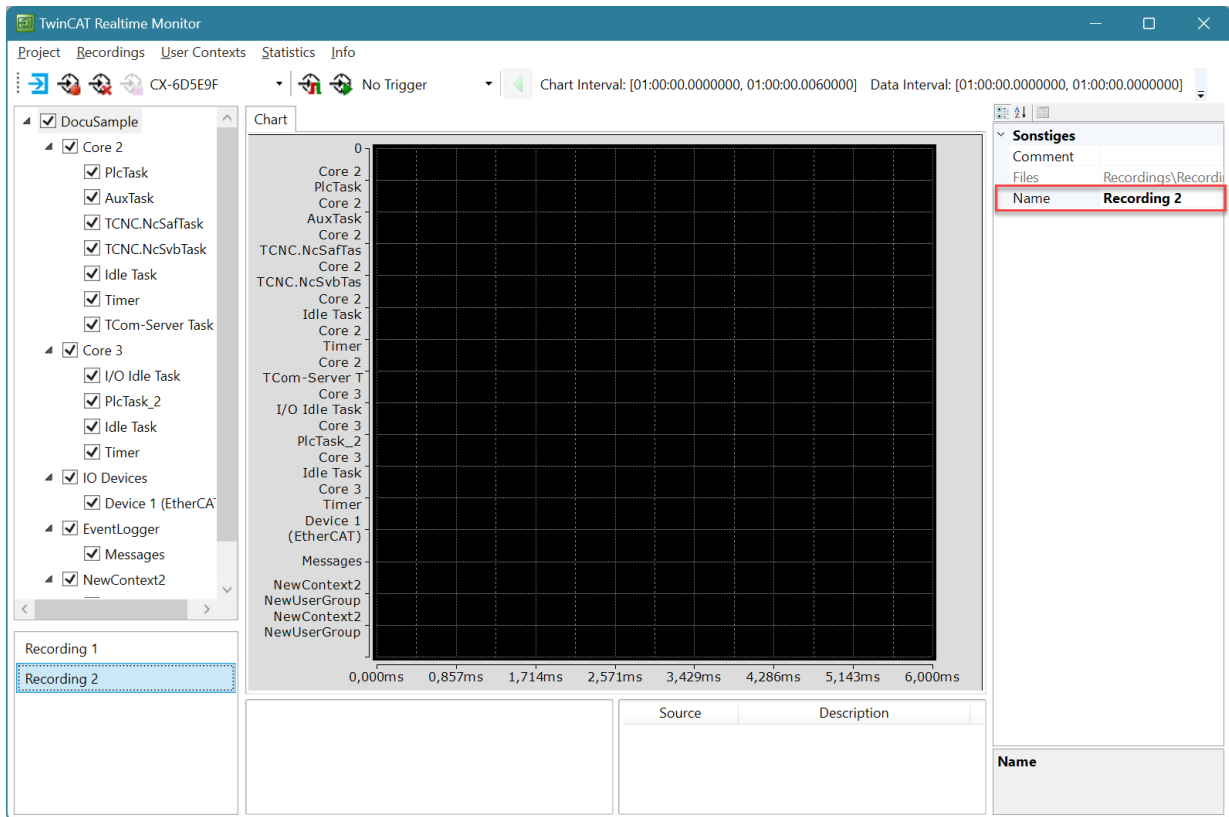 TwinCAT Realtime Monitor
Project Recordings User Contexts Statistics Info
CX-6D5E9F No Trigger Chart Interval: [01:00:00.0000000, 01:00:00.0060000] Data Interval: [01:00:00.0000000, 01:00:00.0000000]
DocuSample
Core 2
PlcTask
AuxTask
TCNC.NcSafTask
TCNC.NcSvbTask
Idle Task
Timer
TCom-Server Task
Core 3
I/O Idle Task
PlcTask_2
Idle Task
Timer
IO Devices
Device 1 (EtherCAT
EventLogger
Messages
NewContext2
Recording 1
Recording 2
Chart
0
Core 2
PlcTask
Core 2
AuxTask
Core 2
TCNC.NcSafTas
Core 2
TCNC.NcSvbTas
Core 2
Idle Task
Core 2
Timer
Core 2
TCom-Server T
Core 3
I/O Idle Task
Core 3
PlcTask_2
Core 3
Idle Task
Core 3
Timer
Device 1
(EtherCAT)
Messages
NewContext2
NewUserGroup
NewContext2
NewUserGroup
0,000ms 0,857ms 1,714ms 2,571ms 3,429ms 4,286ms 5,143ms 6,000ms
Source Description
Sonstiges
Comment
Files Recordings\Recordi
Name Recording 2
Name